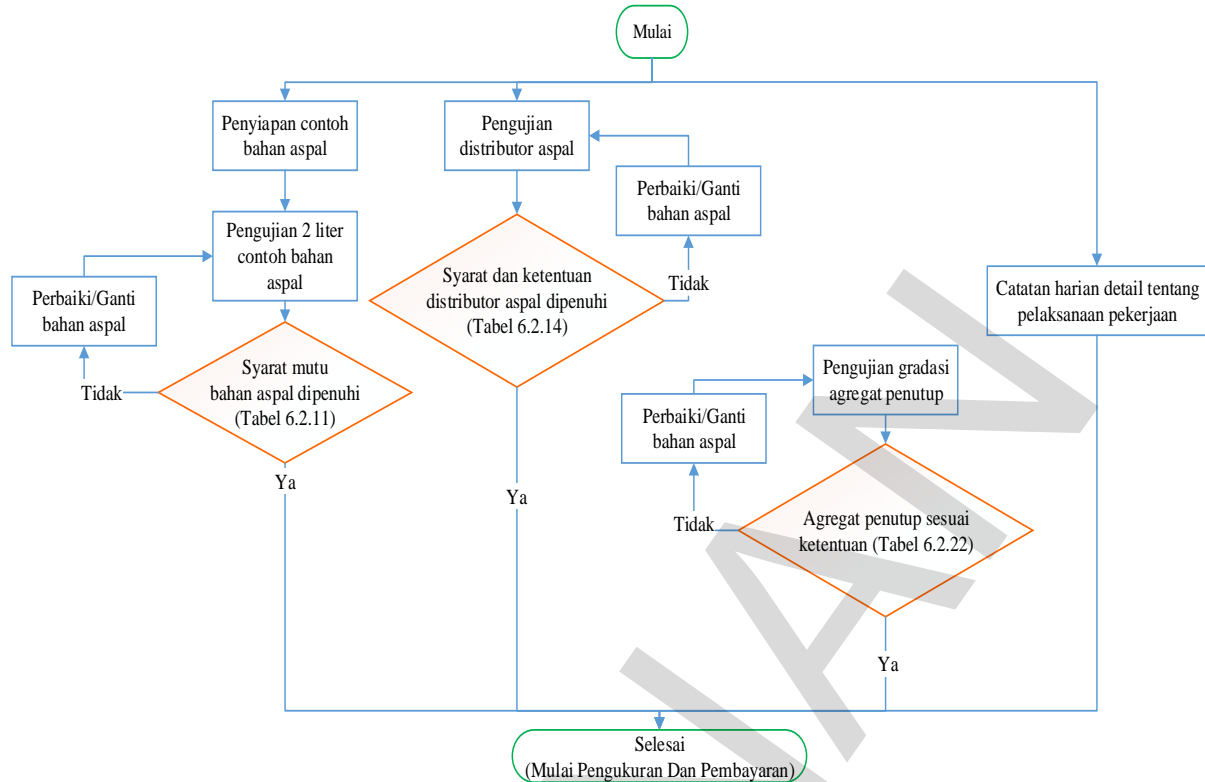 Mulai
Penyiapan contoh
bahan aspal
Pengujian
distributor aspal
Perbaiki/Ganti
bahan aspal
Pengujian 2 liter
contoh bahan
aspal
Perbaiki/Ganti
bahan aspal
Syarat dan ketentuan
distributor aspal dipenuhi
(Tabel 6.2.14)
Tidak
Catatan harian detail tentang
pelaksanaan pekerjaan
Syarat mutu
bahan aspal dipenuhi
(Tabel 6.2.11)
Tidak
Pengujian gradasi
agregat penutup
Perbaiki/Ganti
bahan aspal
Ya
Ya
Tidak
Agregat penutup sesuai
ketentuan (Tabel 6.2.22)
Ya
Selesai
(Mulai Pengukuran Dan Pembayaran)